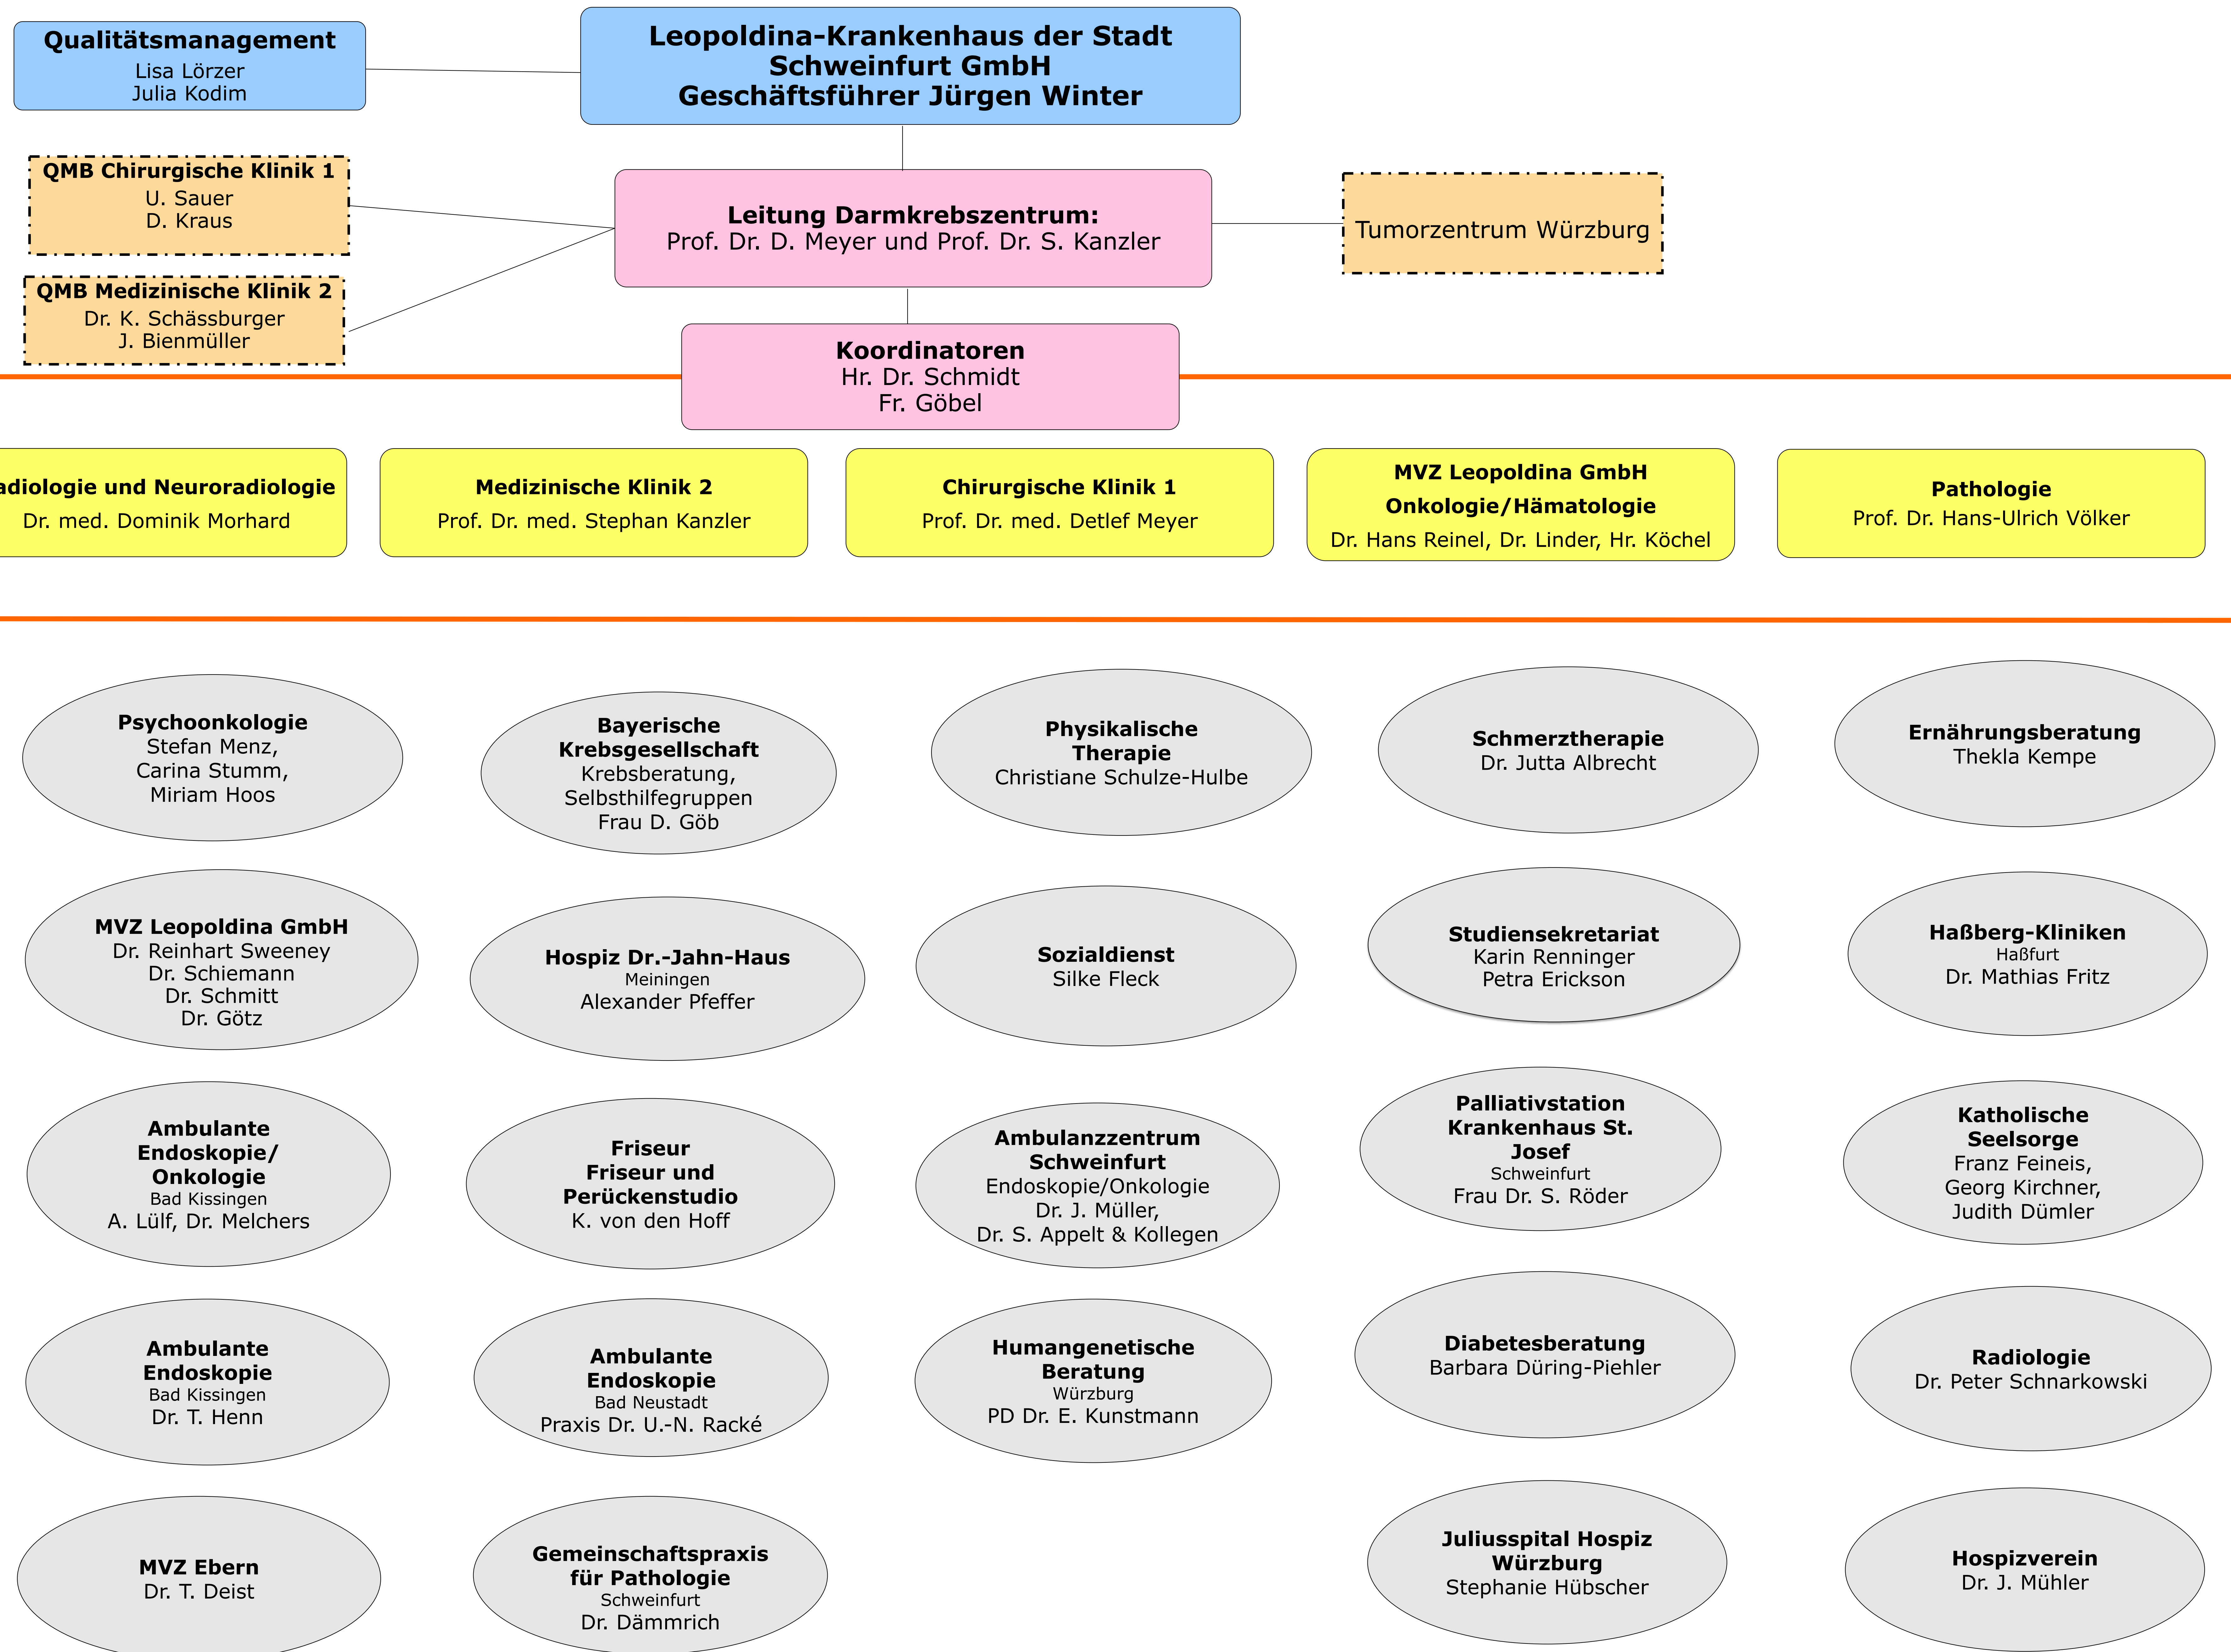 Qualitätsmanagement
Lisa Lörzer
Julia Kodim
Leopoldina-Krankenhaus der Stadt
Schweinfurt GmbH
Geschäftsführer Jürgen Winter
QMB Chirurgische Klinik 1
U. Sauer
D. Kraus
Leitung Darmkrebszentrum:
Prof. Dr. D. Meyer und Prof. Dr. S. Kanzler
Tumorzentrum Würzburg
QMB Medizinische Klinik 2
Dr. K. Schässburger
J. Bienmüller
Koordinatoren
Hr. Dr. Schmidt
Fr. Göbel
adiologie und Neuroradiologie
Dr. med. Dominik Morhard
Medizinische Klinik 2
Prof. Dr. med. Stephan Kanzler
Chirurgische Klinik 1
Prof. Dr. med. Detlef Meyer
MVZ Leopoldina GmbH
Onkologie/Hämatologie
Dr. Hans Reinel, Dr. Linder, Hr. Köchel
Pathologie
Prof. Dr. Hans-Ulrich Völker
Psychoonkologie
Stefan Menz,
Carina Stumm,
Miriam Hoos
Bayerische
Krebsgesellschaft
Krebsberatung,
Selbsthilfegruppen
Frau D. Göb
Physikalische
Therapie
Christiane Schulze-Hulbe
Schmerztherapie
Dr. Jutta Albrecht
Ernährungsberatung
Thekla Kempe
MVZ Leopoldina GmbH
Dr. Reinhart Sweeney
Dr. Schiemann
Dr. Schmitt
Dr. Götz
Hospiz Dr.-Jahn-Haus
Meiningen
Alexander Pfeffer
Sozialdienst
Silke Fleck
Studiensekretariat
Karin Renninger
Petra Erickson
Haßberg-Kliniken
Haßfurt
Dr. Mathias Fritz
Ambulante
Endoskopie/
Onkologie
Bad Kissingen
A. Lülf, Dr. Melchers
Friseur
Friseur und
Perückenstudio
K. von den Hoff
Ambulanzzentrum
Schweinfurt
Endoskopie/Onkologie
Dr. J. Müller,
Dr. S. Appelt & Kollegen
Palliativstation
Krankenhaus St.
Josef
Schweinfurt
Frau Dr. S. Röder
Katholische
Seelsorge
Franz Feineis,
Georg Kirchner,
Judith Dümler
Ambulante
Endoskopie
Bad Kissingen
Dr. T. Henn
Ambulante
Endoskopie
Bad Neustadt
Praxis Dr. U.-N. Racké
Humangenetische
Beratung
Würzburg
PD Dr. E. Kunstmann
Diabetesberatung
Barbara Düring-Piehler
Radiologie
Dr. Peter Schnarkowski
MVZ Ebern
Dr. T. Deist
Gemeinschaftspraxis
für Pathologie
Schweinfurt
Dr. Dämmrich
Juliusspital Hospiz
Würzburg
Stephanie Hübscher
Hospizverein
Dr. J. Mühler